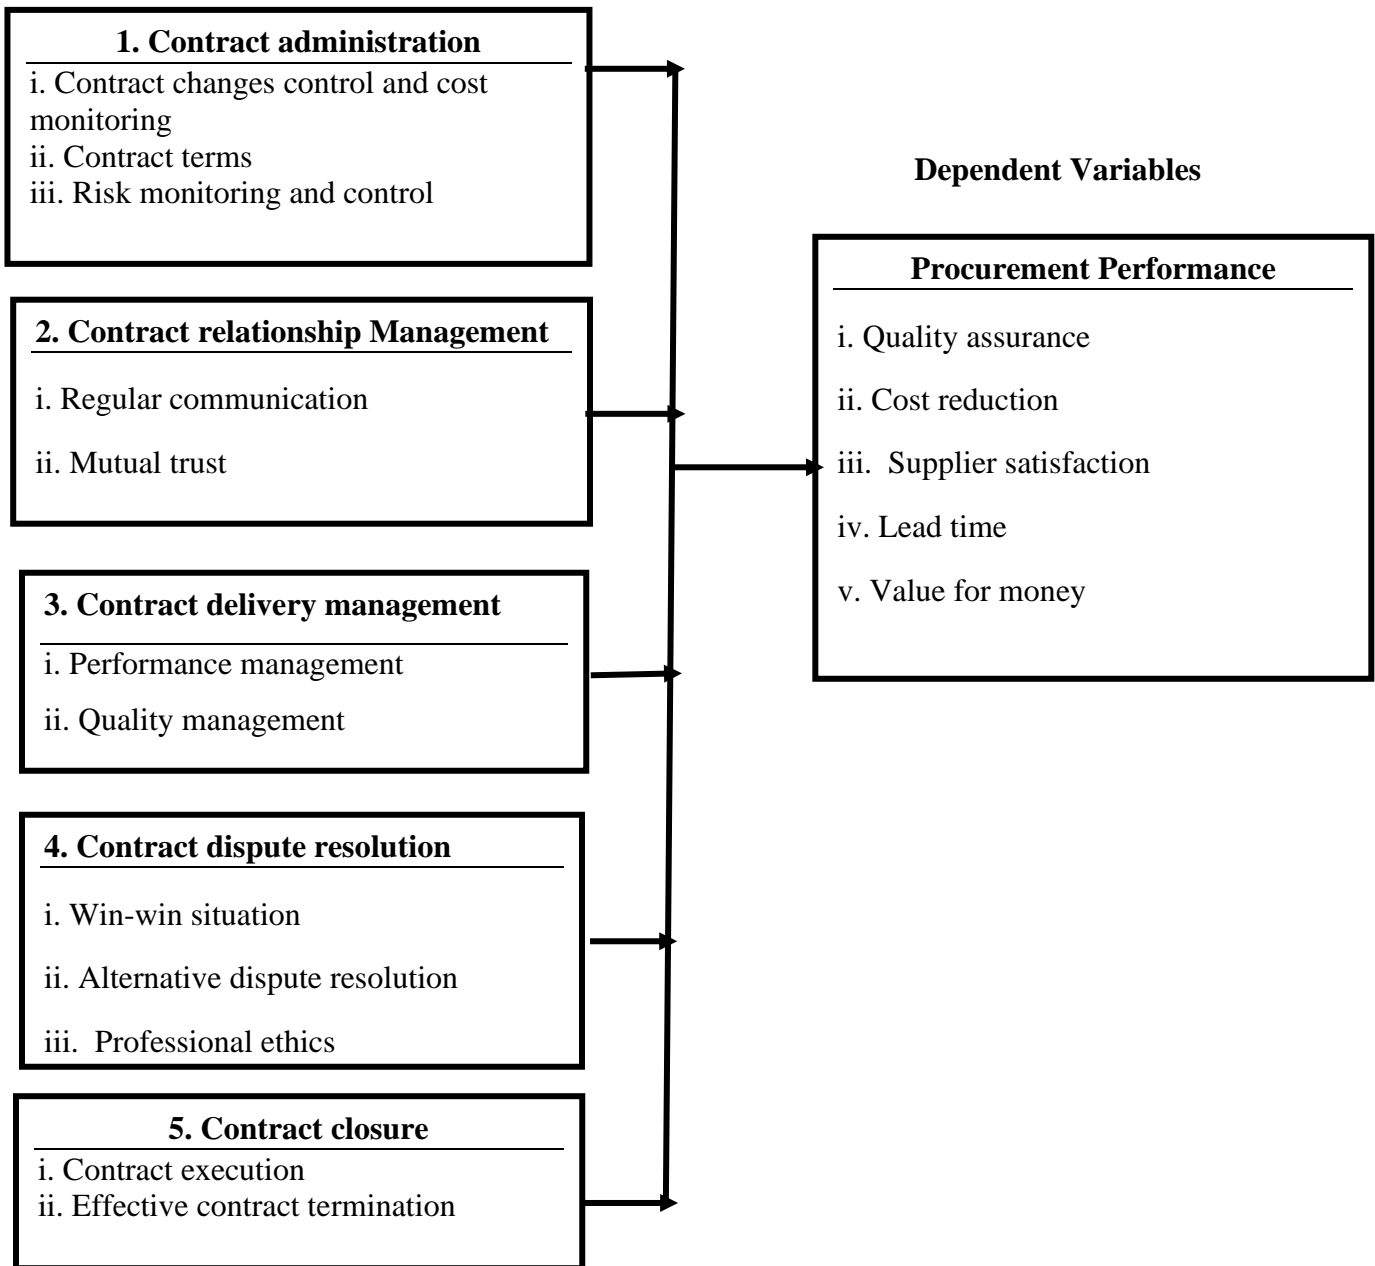 1. Contract administration
i. Contract changes control and cost
monitoring
ii. Contract terms
iii. Risk monitoring and control
2. Contract relationship Management
i. Regular communication
ii. Mutual trust
3. Contract delivery management
i. Performance management
ii. Quality management
4. Contract dispute resolution
i. Win-win situation
ii. Alternative dispute resolution
iii. Professional ethics
5. Contract closure
i. Contract execution
ii. Effective contract termination
Dependent Variables
Procurement Performance
i. Quality assurance
ii. Cost reduction
iii. Supplier satisfaction
iv. Lead time
v. Value for money